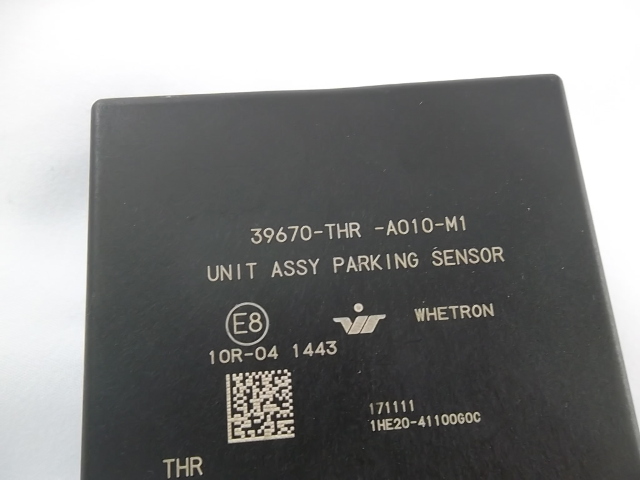 39670-THR -A010-M1
UNIT ASSY PARKING SENSOR
E8
WHETRON
10R-04 1443
171111
1HE20-41100G0C
THR